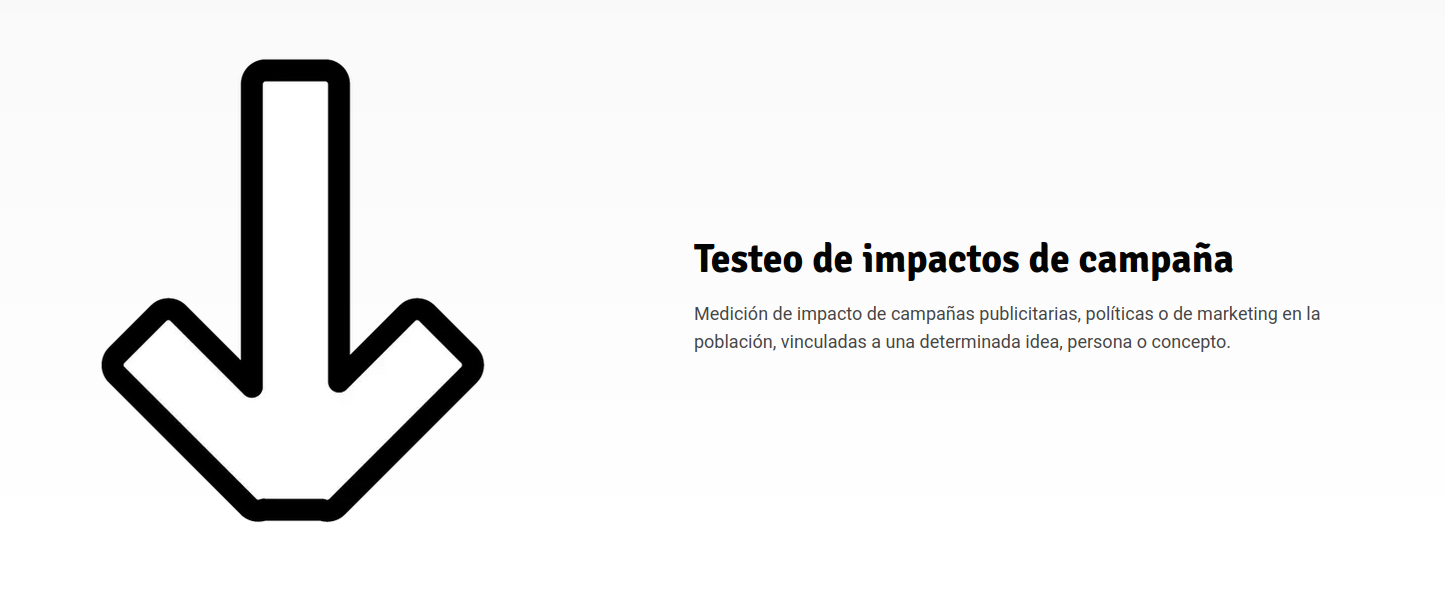 Testeo de impactos de campaña
Medición de impacto de campañas publicitarias, políticas o de marketing en la
población, vinculadas a una determinada idea, persona o concepto.